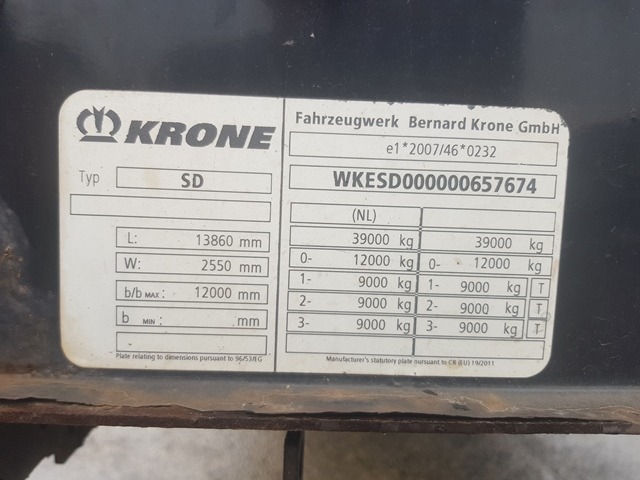 KRONE
Typ SD
L: 13860 mm
W: 2550 mm
b/b MAX: 12000 mm
b MIN: mm
-
Plate relating to dimensions pursuant to 96/53/EG
Fahrzeugwerk Bernard Krone GmbH
e1*2007/46*0232
WKESD000000657674
(NL)
39000 kg 39000 kg
0- 12000 kg 0- 12000 kg
1- 9000 kg 1- 9000 kg T
2- 9000 kg 2- 9000 kg T
3- 9000 kg 3- 9000 kg T
Manufacturer's statutory plate pursuant to CR (EU) 19/2011